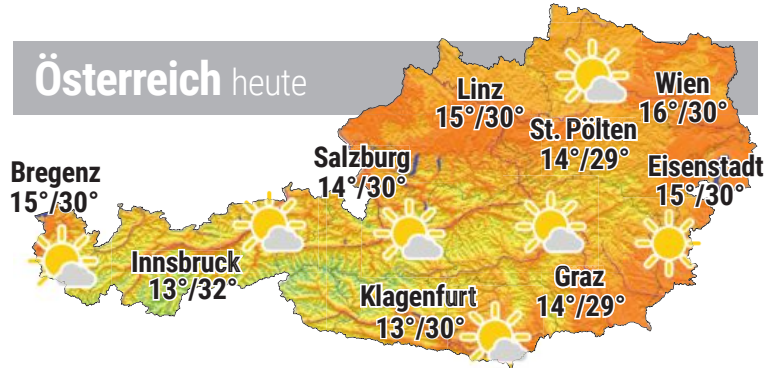 Österreich heute
Linz
15°/30°
Wien
16°/30°
St. Pölten
14°/29°
Salzburg
14°/30°
Eisenstadt
15°/30°
Bregenz
15°/30°
Innsbruck
13°/32°
Graz
14°/29°
Klagenfurt
13°/30°